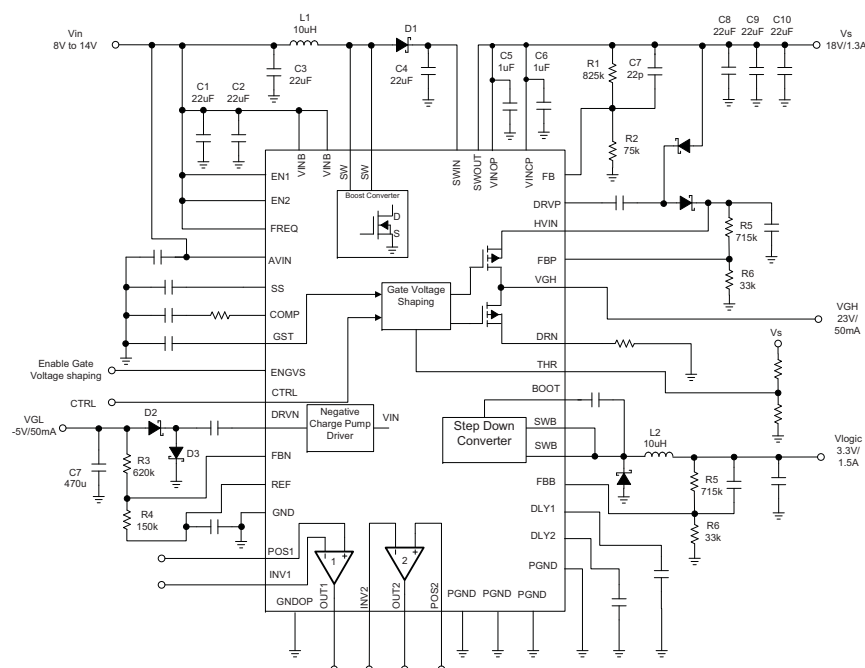 Vin
8V to 14V
L1
10uH
D1
C3
22uF
C4
22uF
C1
22uF
C2
22uF
C5
1uF
C6
1uF
R1
825k
C7
22p
C8
22uF
C9
22uF
C10
22uF
Vs
18V/1.3A
R2
75k
VINB
VINB
SW
SW
SWIN
SWOUT
VINOP
VINCP
EN1
EN2
FREQ
AVIN
SS
COMP
GST
ENGVS
CTRL
DRVN
FBN
REF
GND
POS1
INV1
GNDOP
Boost Converter
D
S
FB
DRVP
HVIN
FBP
VGH
DRN
THR
BOOT
SWB
SWB
FBB
DLY1
DLY2
PGND
R5
715k
R6
33k
VGH
23V/
50mA
Vs
Gate Voltage
Shaping
Enable Gate
Voltage shaping
CTRL
VGL
-5V/50mA
D2
D3
C7
470u
R3
620k
R4
150k
Negative
Charge Pump
Driver
VIN
Step Down
Converter
L2
10uH
Vlogic
3.3V/
1.5A
R5
715k
R6
33k
1
2
OUT1
INV2
OUT2
POS2
PGND
PGND
PGND